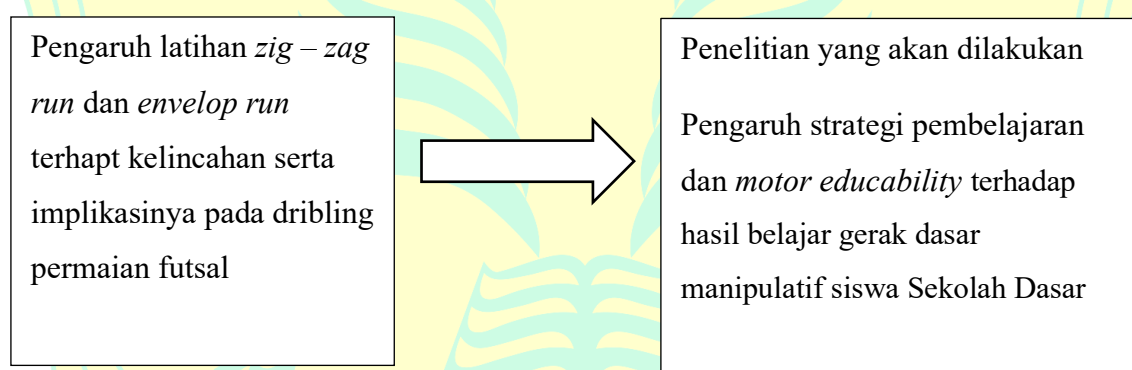 Pengaruh latihan zig – zag
run dan envelop run
terhapt kelincahan serta
implikasinya pada dribling
permaian futsal
Penelitian yang akan dilakukan
Pengaruh strategi pembelajaran
dan motor educability terhadap
hasil belajar gerak dasar
manipulatif siswa Sekolah Dasar